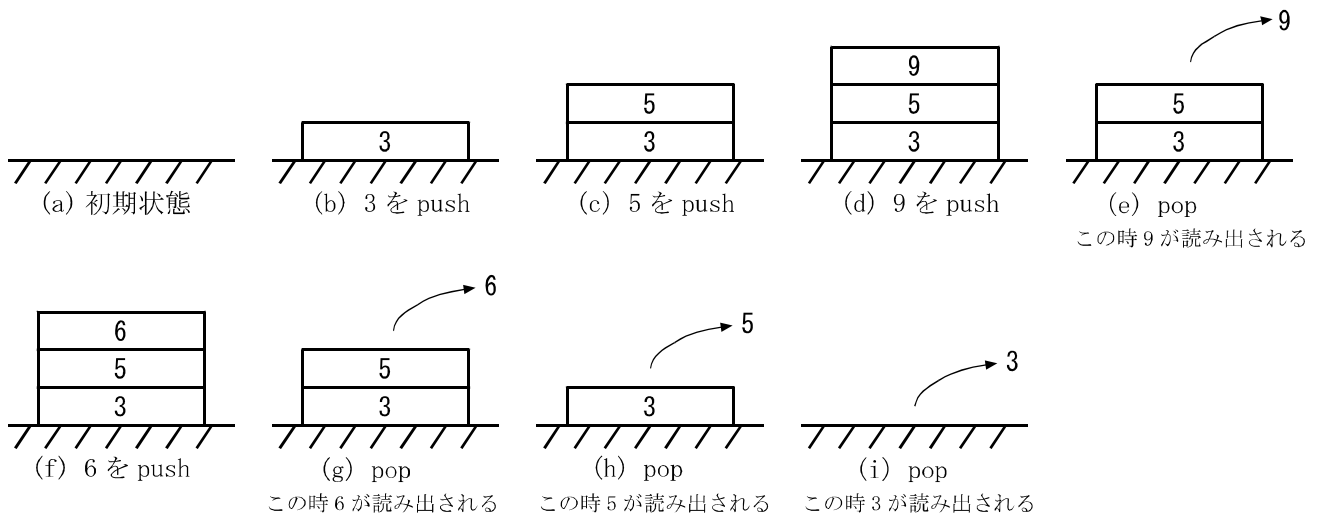 3
5
3
9
5
3
9
5
3
(a) 初期状態
(b) 3 を push
(c) 5 を push
(d) 9 を push
(e) pop
この時 9 が読み出される
6
5
3
6
5
3
5
3
3
(f) 6 を push
(g) pop
この時 6 が読み出される
(h) pop
この時 5 が読み出される
(i) pop
この時 3 が読み出される